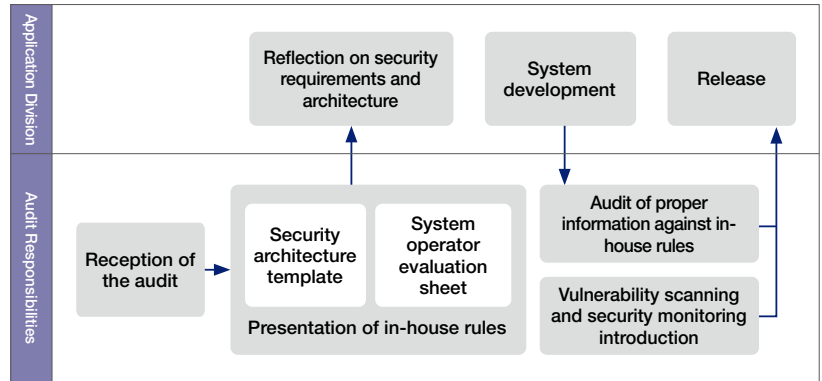 Application Division
Reflection on security
requirements and
architecture
System
development
Release
Audit Responsibilities
Reception of
the audit
Security
architecture
template
System
operator
evaluation
sheet
Presentation of in-house rules
Audit of proper
information against in-
house rules
Vulnerability scanning
and security monitoring
introduction